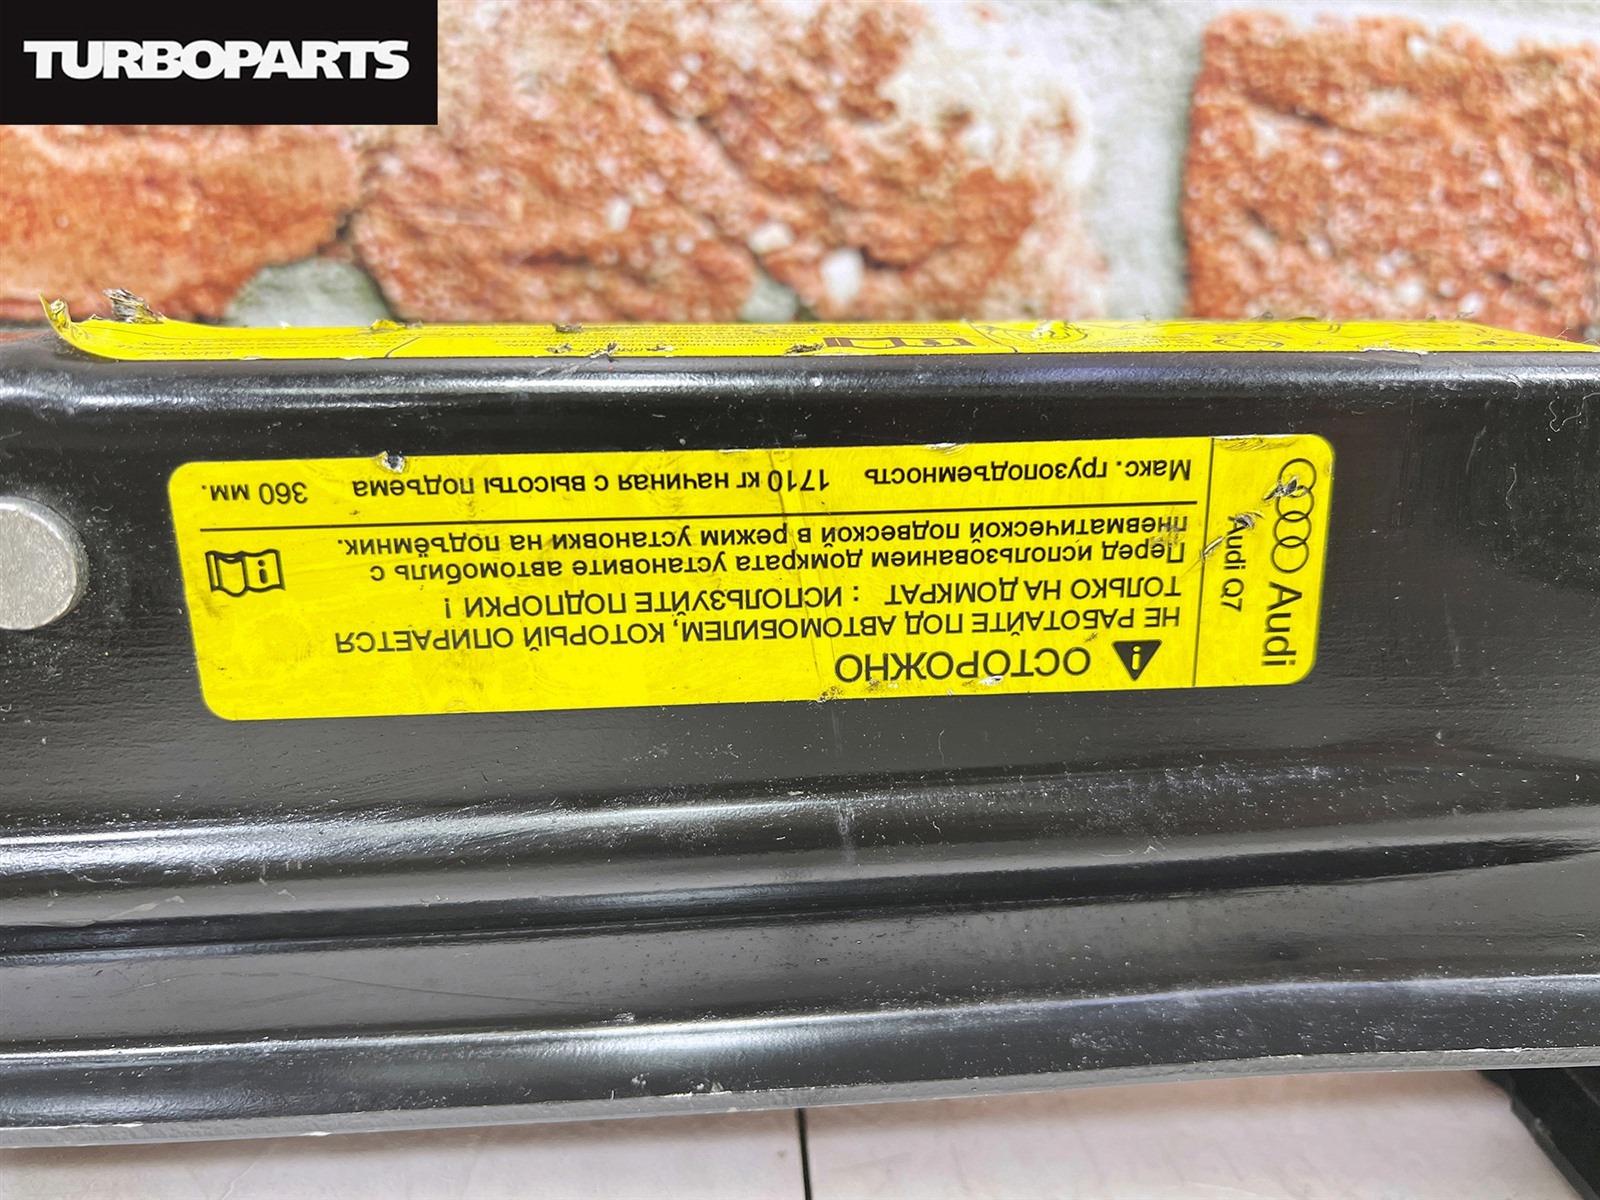 TURBOPARTS
Audi
Audi Q7
ОСТОРОЖНО
НЕ РАБОТАЙТЕ ПОД АВТОМОБИЛЕМ, КОТОРЫЙ ОПИРАЕТСЯ
ТОЛЬКО НА ДОМКРАТ : ИСПОЛЬЗУЙТЕ ПОДПОРКИ !
Перед использованием домкрата установите автомобиль с
пневматической подвеской в режим установки на подъёмник.
Макс. грузоподъемность 1710 кг начиная с высоты подъема 360 мм.